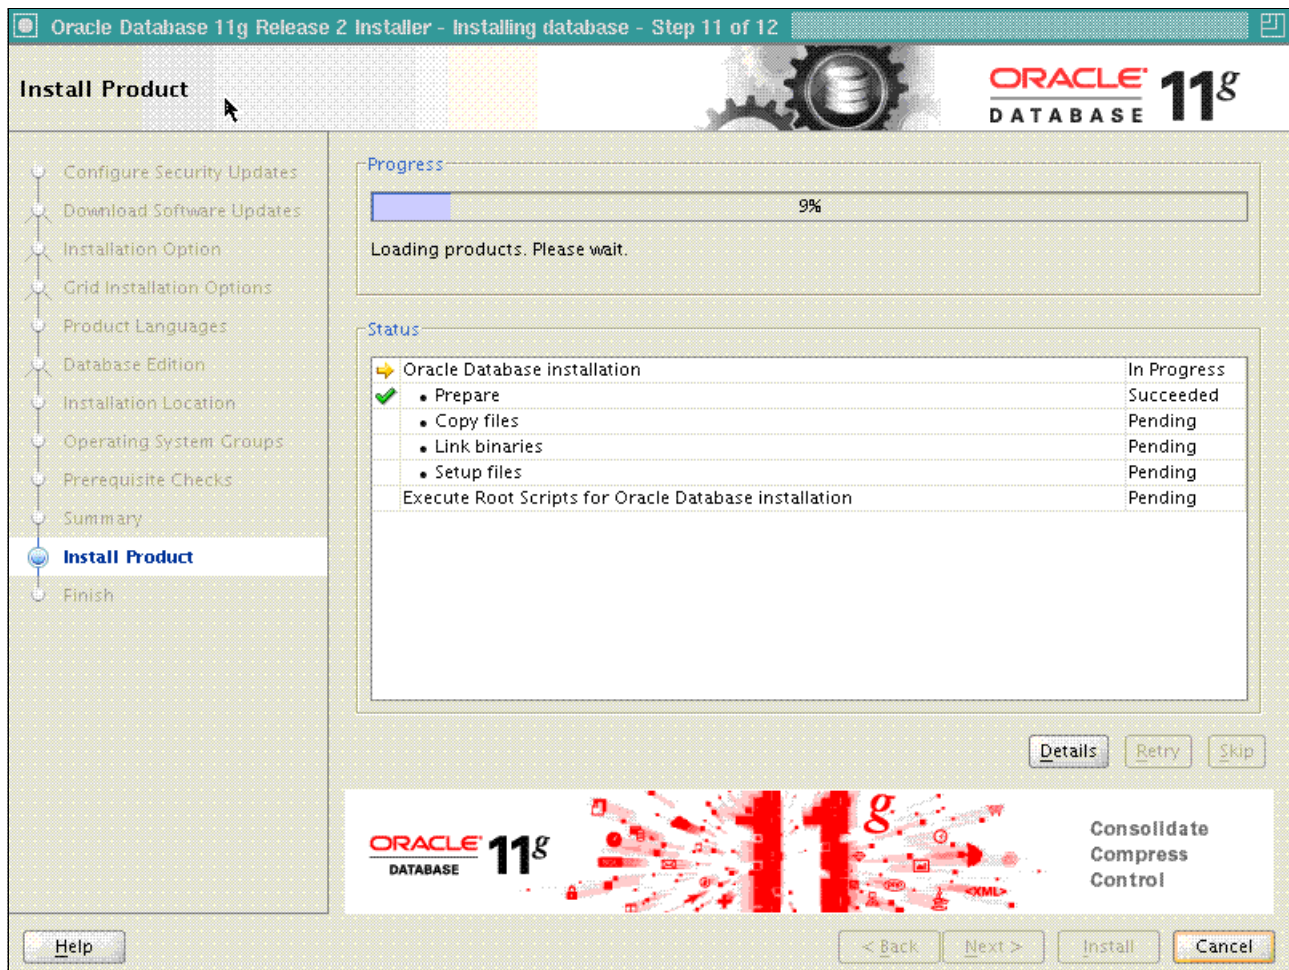 Oracle Database 11g Release 2 Installer - Installing database - Step 11 of 12
Install Product
ORACLE
DATABASE
11g
Configure Security Updates
Download Software Updates
Installation Option
Grid Installation Options
Product Languages
Database Edition
Installation Location
Operating System Groups
Prerequisite Checks
Summary
Install Product
Finish
Progress
9%
Loading products. Please wait.
Status
Oracle Database installation In Progress
• Prepare Succeeded
• Copy files Pending
• Link binaries Pending
• Setup files Pending
Execute Root Scripts for Oracle Database installation Pending
Details Retry Skip
ORACLE
DATABASE
11g
11g
<XML>
Consolidate
Compress
Control
Help < Back Next > Install Cancel